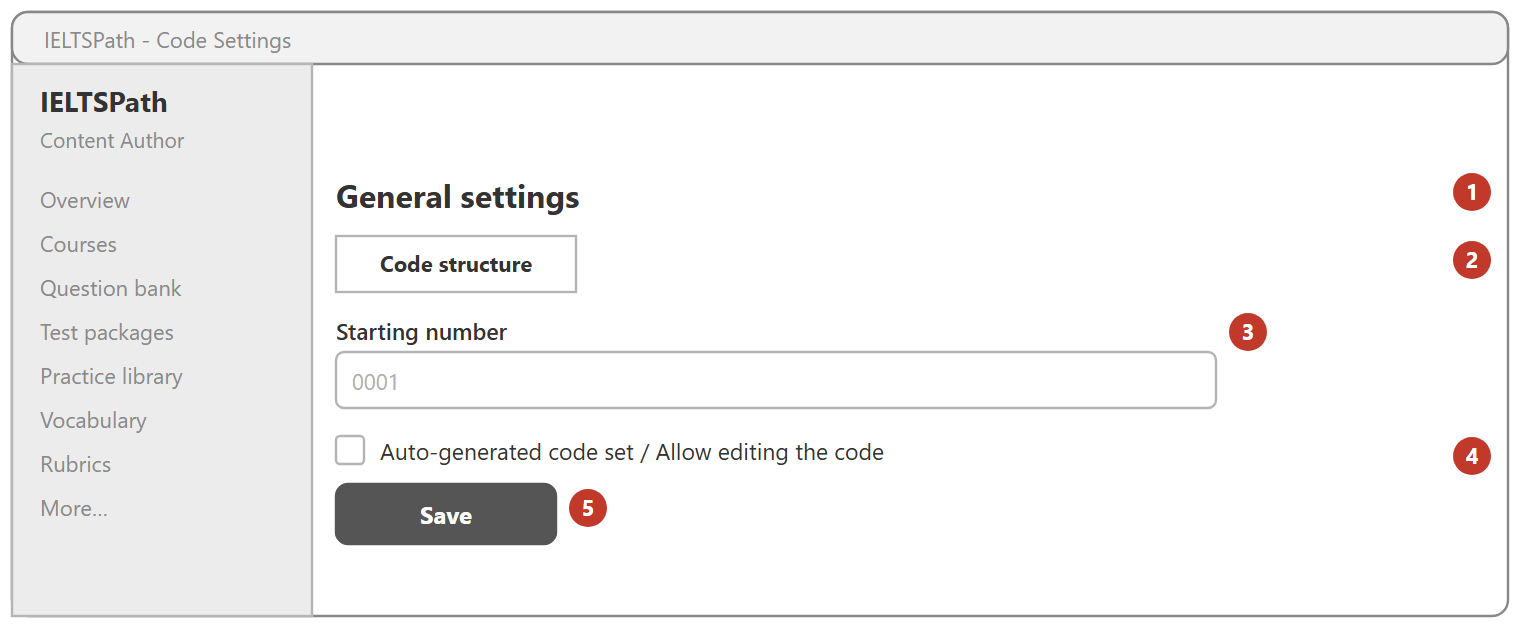 IELTSPath - Code Settings
IELTSPath
Content Author
Overview
Courses
Question bank
Test packages
Practice library
Vocabulary
Rubrics
More...
General settings
1
Code structure
2
Starting number
3
0001
Auto-generated code set / Allow editing the code
4
Save
5